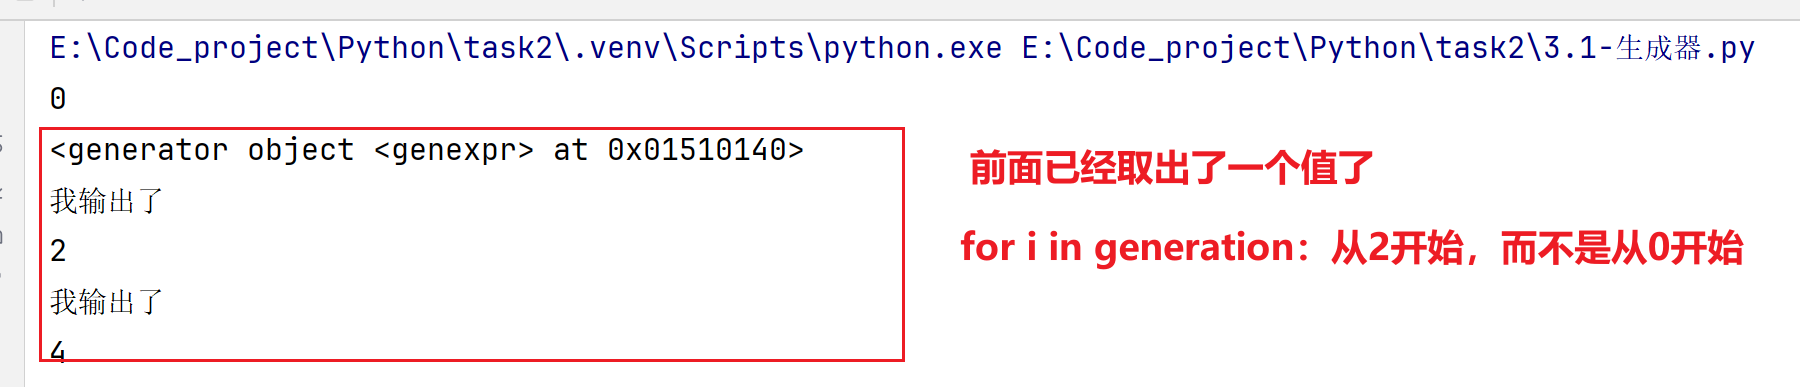 E:\Code_project\Python\task2\.venv\Scripts\python.exe E:\Code_project\Python\task2\3.1-生成器.py
0
<generator object <genexpr> at 0x01510140>
前面已经取出了一个值了
我输出了
2
for i in generation：从2开始，而不是从0开始
我输出了
4